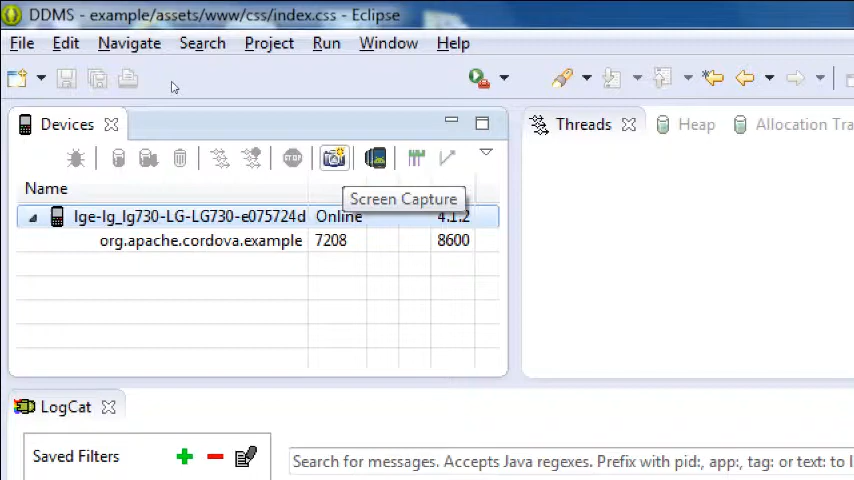 DDMS - example/assets/www/css/index.css - Eclipse
File Edit Navigate Search Project Run Window Help
Devices
Threads Heap Allocation Tra
STOP
Screen Capture
Name
lge-lg_lg730-LG-LG730-e075724d Online 4.1.2
org.apache.cordova.example 7208 8600
LogCat
Saved Filters
Search for messages. Accepts Java regexes. Prefix with pid:, app:, tag: or text: to l